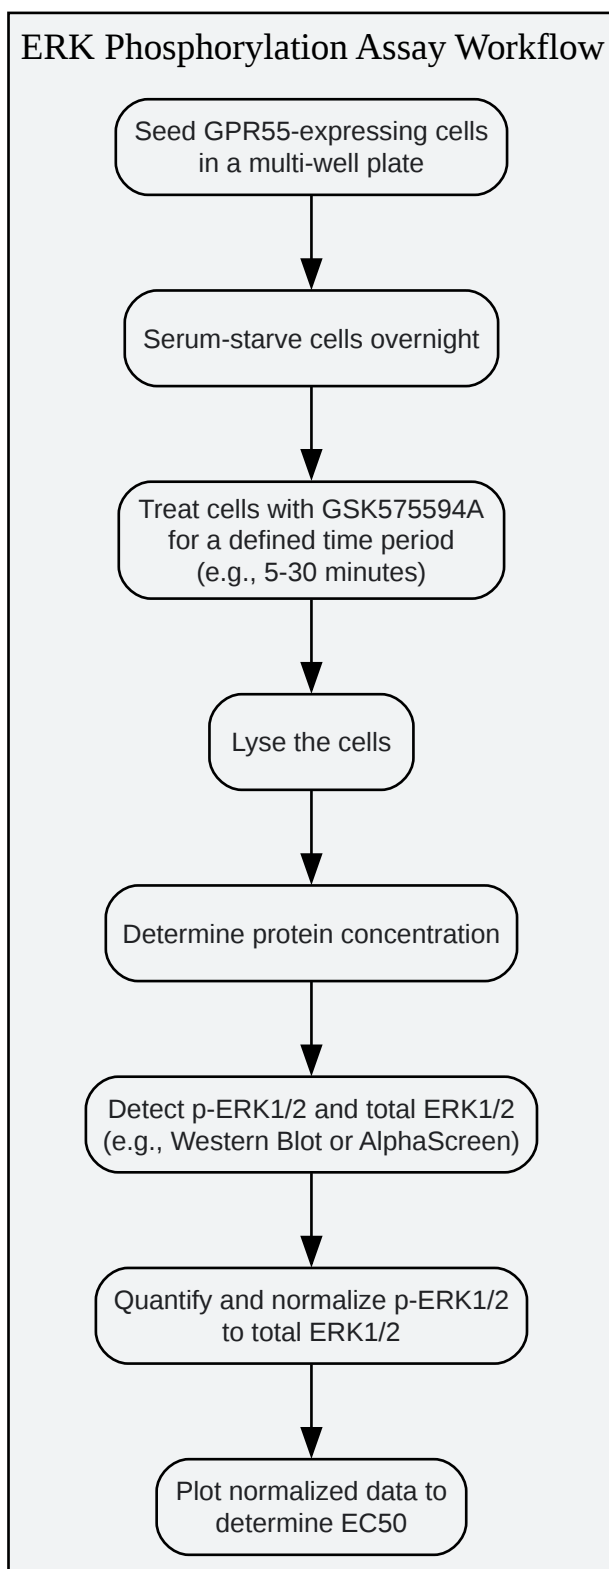 ERK Phosphorylation Assay Workflow
Seed GPR55-expressing cells
in a multi-well plate
Serum-starve cells overnight
Treat cells with GSK575594A
for a defined time period
(e.g., 5-30 minutes)
Lyse the cells
Determine protein concentration
Detect p-ERK1/2 and total ERK1/2
(e.g., Western Blot or AlphaScreen)
Quantify and normalize p-ERK1/2
to total ERK1/2
Plot normalized data to
determine EC50